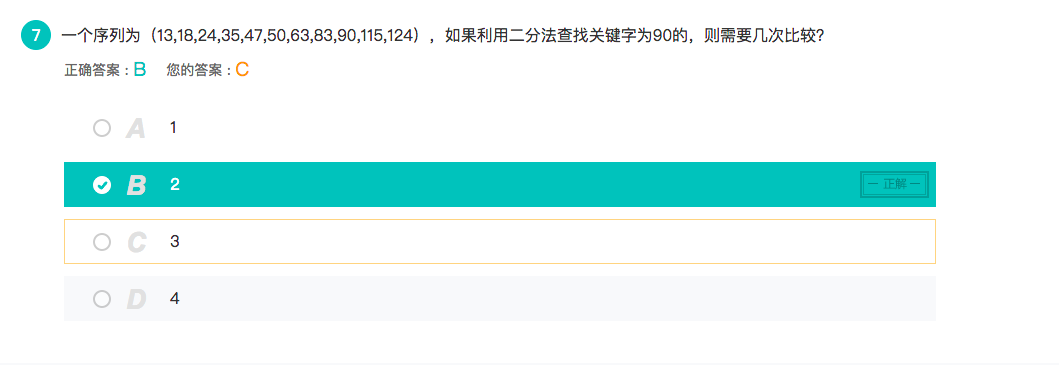 7 一个序列为（13,18,24,35,47,50,63,83,90,115,124），如果利用二分法查找关键字为90的，则需要几次比较?
正确答案：B 您的答案：C
A 1
B 2 一 正解 一
C 3
D 4